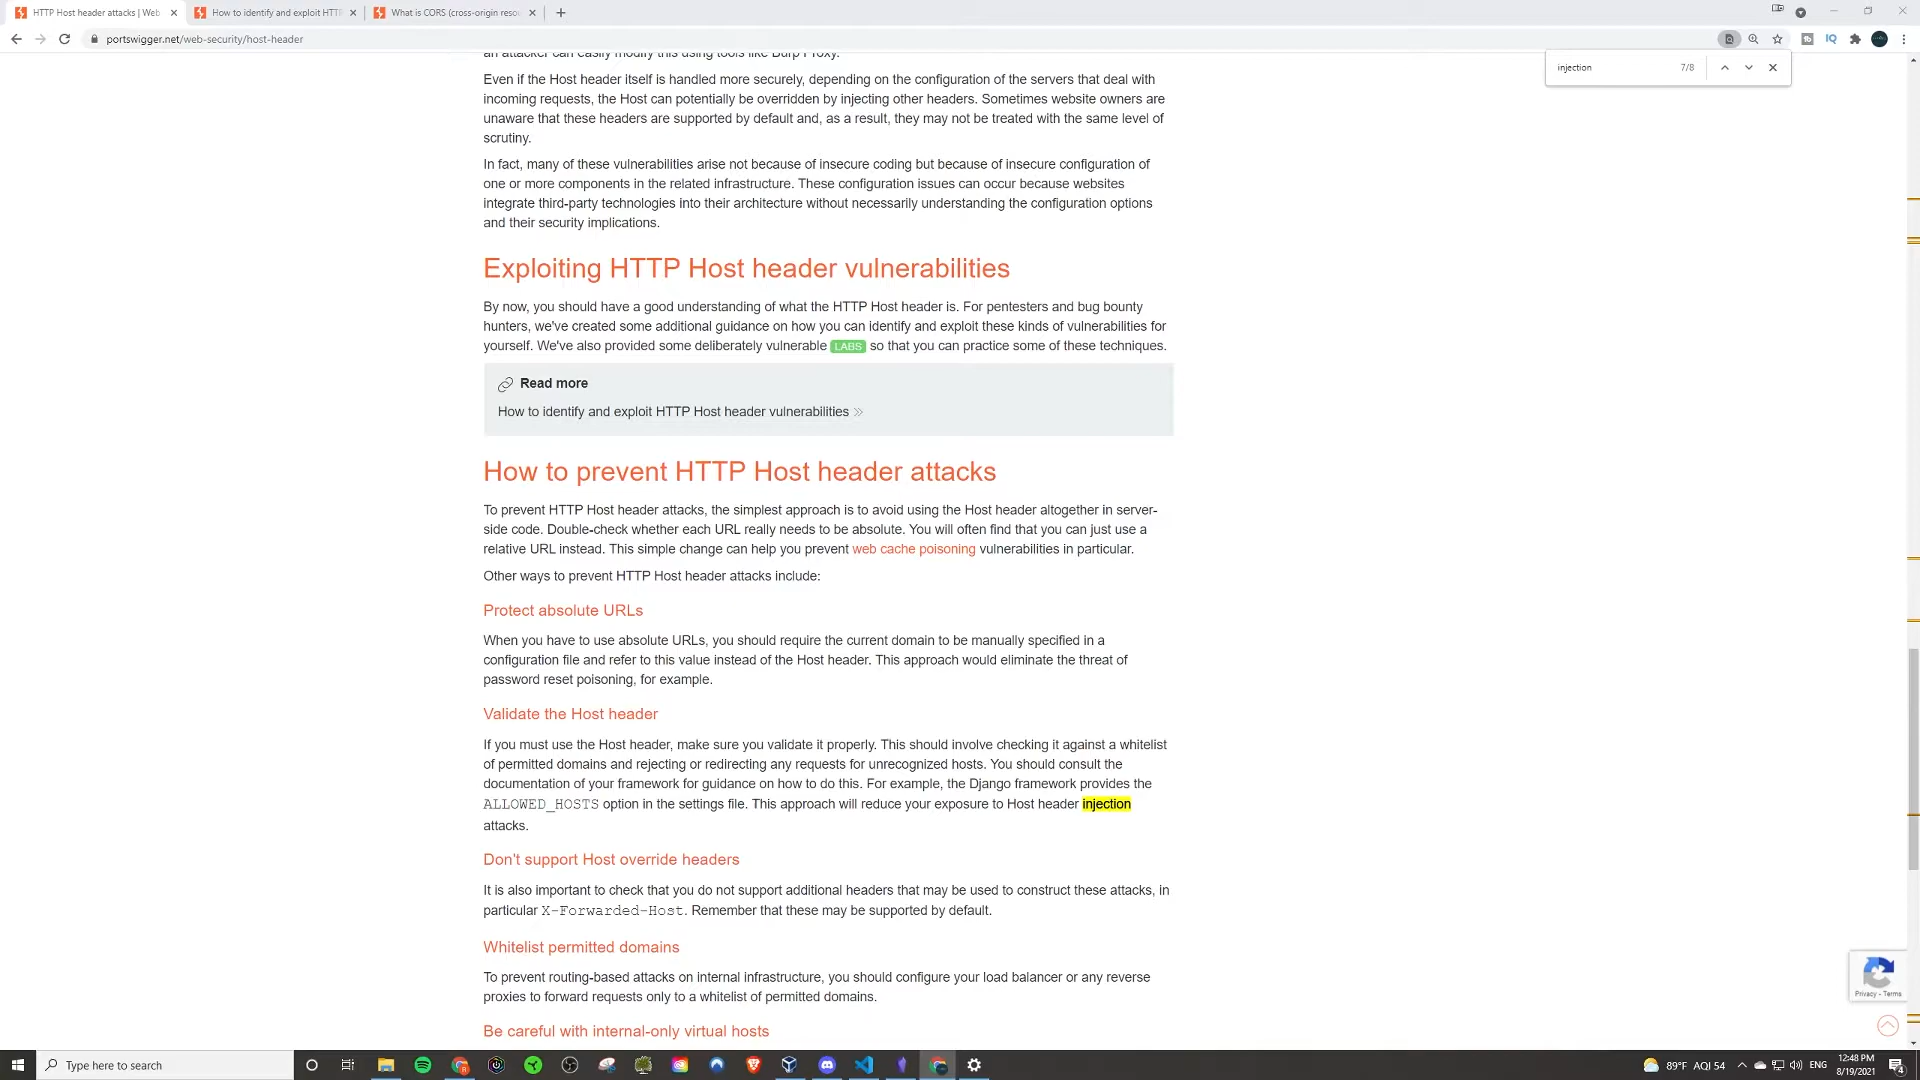 HTTP Host header attacks | Web
How to identify and exploit HTTP
What is CORS (cross-origin reso
portswigger.net/web-security/host-header
injection
7/8
an attacker can easily modify this using tools like Burp Proxy.
Even if the Host header itself is handled more securely, depending on the configuration of the servers that deal with
incoming requests, the Host can potentially be overridden by injecting other headers. Sometimes website owners are
unaware that these headers are supported by default and, as a result, they may not be treated with the same level of
scrutiny.
In fact, many of these vulnerabilities arise not because of insecure coding but because of insecure configuration of
one or more components in the related infrastructure. These configuration issues can occur because websites
integrate third-party technologies into their architecture without necessarily understanding the configuration options
and their security implications.
Exploiting HTTP Host header vulnerabilities
By now, you should have a good understanding of what the HTTP Host header is. For pentesters and bug bounty
hunters, we've created some additional guidance on how you can identify and exploit these kinds of vulnerabilities for
yourself. We've also provided some deliberately vulnerable LABS so that you can practice some of these techniques.
Read more
How to identify and exploit HTTP Host header vulnerabilities
How to prevent HTTP Host header attacks
To prevent HTTP Host header attacks, the simplest approach is to avoid using the Host header altogether in server-
side code. Double-check whether each URL really needs to be absolute. You will often find that you can just use a
relative URL instead. This simple change can help you prevent web cache poisoning vulnerabilities in particular.
Other ways to prevent HTTP Host header attacks include:
Protect absolute URLs
When you have to use absolute URLs, you should require the current domain to be manually specified in a
configuration file and refer to this value instead of the Host header. This approach would eliminate the threat of
password reset poisoning, for example.
Validate the Host header
If you must use the Host header, make sure you validate it properly. This should involve checking it against a whitelist
of permitted domains and rejecting or redirecting any requests for unrecognized hosts. You should consult the
documentation of your framework for guidance on how to do this. For example, the Django framework provides the
ALLOWED_HOSTS option in the settings file. This approach will reduce your exposure to Host header injection
attacks.
Don't support Host override headers
It is also important to check that you do not support additional headers that may be used to construct these attacks, in
particular X-Forwarded-Host. Remember that these may be supported by default.
Whitelist permitted domains
To prevent routing-based attacks on internal infrastructure, you should configure your load balancer or any reverse
proxies to forward requests only to a whitelist of permitted domains.
Be careful with internal-only virtual hosts
Privacy - Terms
Type here to search
89°F AQI 54
ENG
12:48 PM
8/19/2021